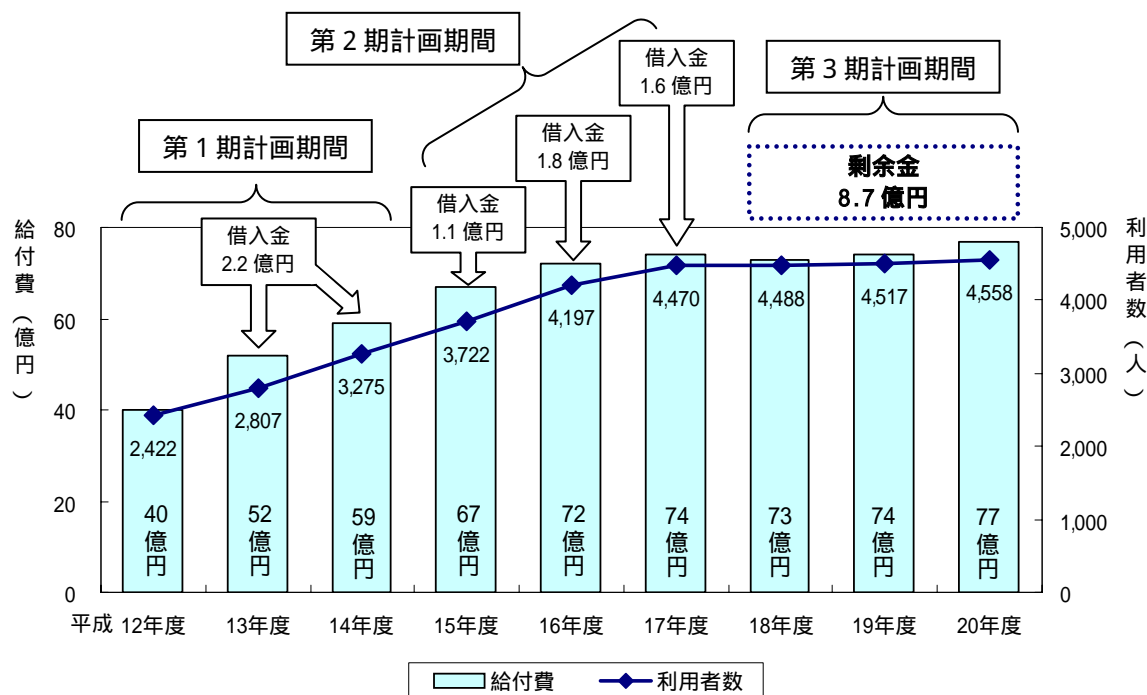 第２期計画期間
借入金
1.6 億円
第３期計画期間
借入金
1.8 億円
第１期計画期間
剰余金
8.7 億円
借入金
1.1 億円
借入金
2.2 億円
給付費（億円）
利用者数（人）
80
60
40
20
0
5,000
4,000
3,000
2,000
1,000
0
2,422
2,807
3,275
3,722
4,197
4,470
4,488
4,517
4,558
40
億
円
52
億
円
59
億
円
67
億
円
72
億
円
74
億
円
73
億
円
74
億
円
77
億
円
平成 12年度 13年度 14年度 15年度 16年度 17年度 18年度 19年度 20年度
給付費 利用者数